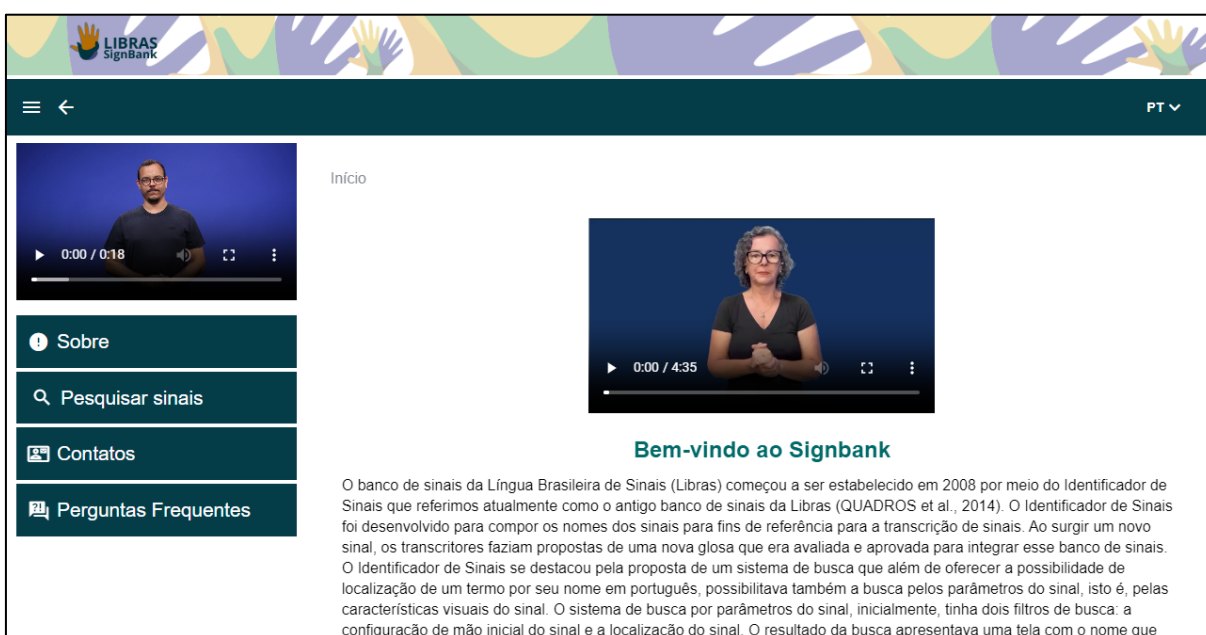 LIBRAS
SignBank
PT
0:00 / 0:18
Sobre
Pesquisar sinais
Contatos
Perguntas Frequentes
Início
0:00 / 4:35
Bem-vindo ao Signbank
O banco de sinais da Língua Brasileira de Sinais (Libras) começou a ser estabelecido em 2008 por meio do Identificador de
Sinais que referimos atualmente como o antigo banco de sinais da Libras (QUADROS et al., 2014). O Identificador de Sinais
foi desenvolvido para compor os nomes dos sinais para fins de referência para a transcrição de sinais. Ao surgir um novo
sinal, os transcritores faziam propostas de uma nova glosa que era avaliada e aprovada para integrar esse banco de sinais.
O Identificador de Sinais se destacou pela proposta de um sistema de busca que além de oferecer a possibilidade de
localização de um termo por seu nome em português, possibilitava também a busca pelos parâmetros do sinal, isto é, pelas
características visuais do sinal. O sistema de busca por parâmetros do sinal, inicialmente, tinha dois filtros de busca: a
configuração de mão inicial do sinal e a localização do sinal. O resultado da busca apresentava uma tela com o nome que